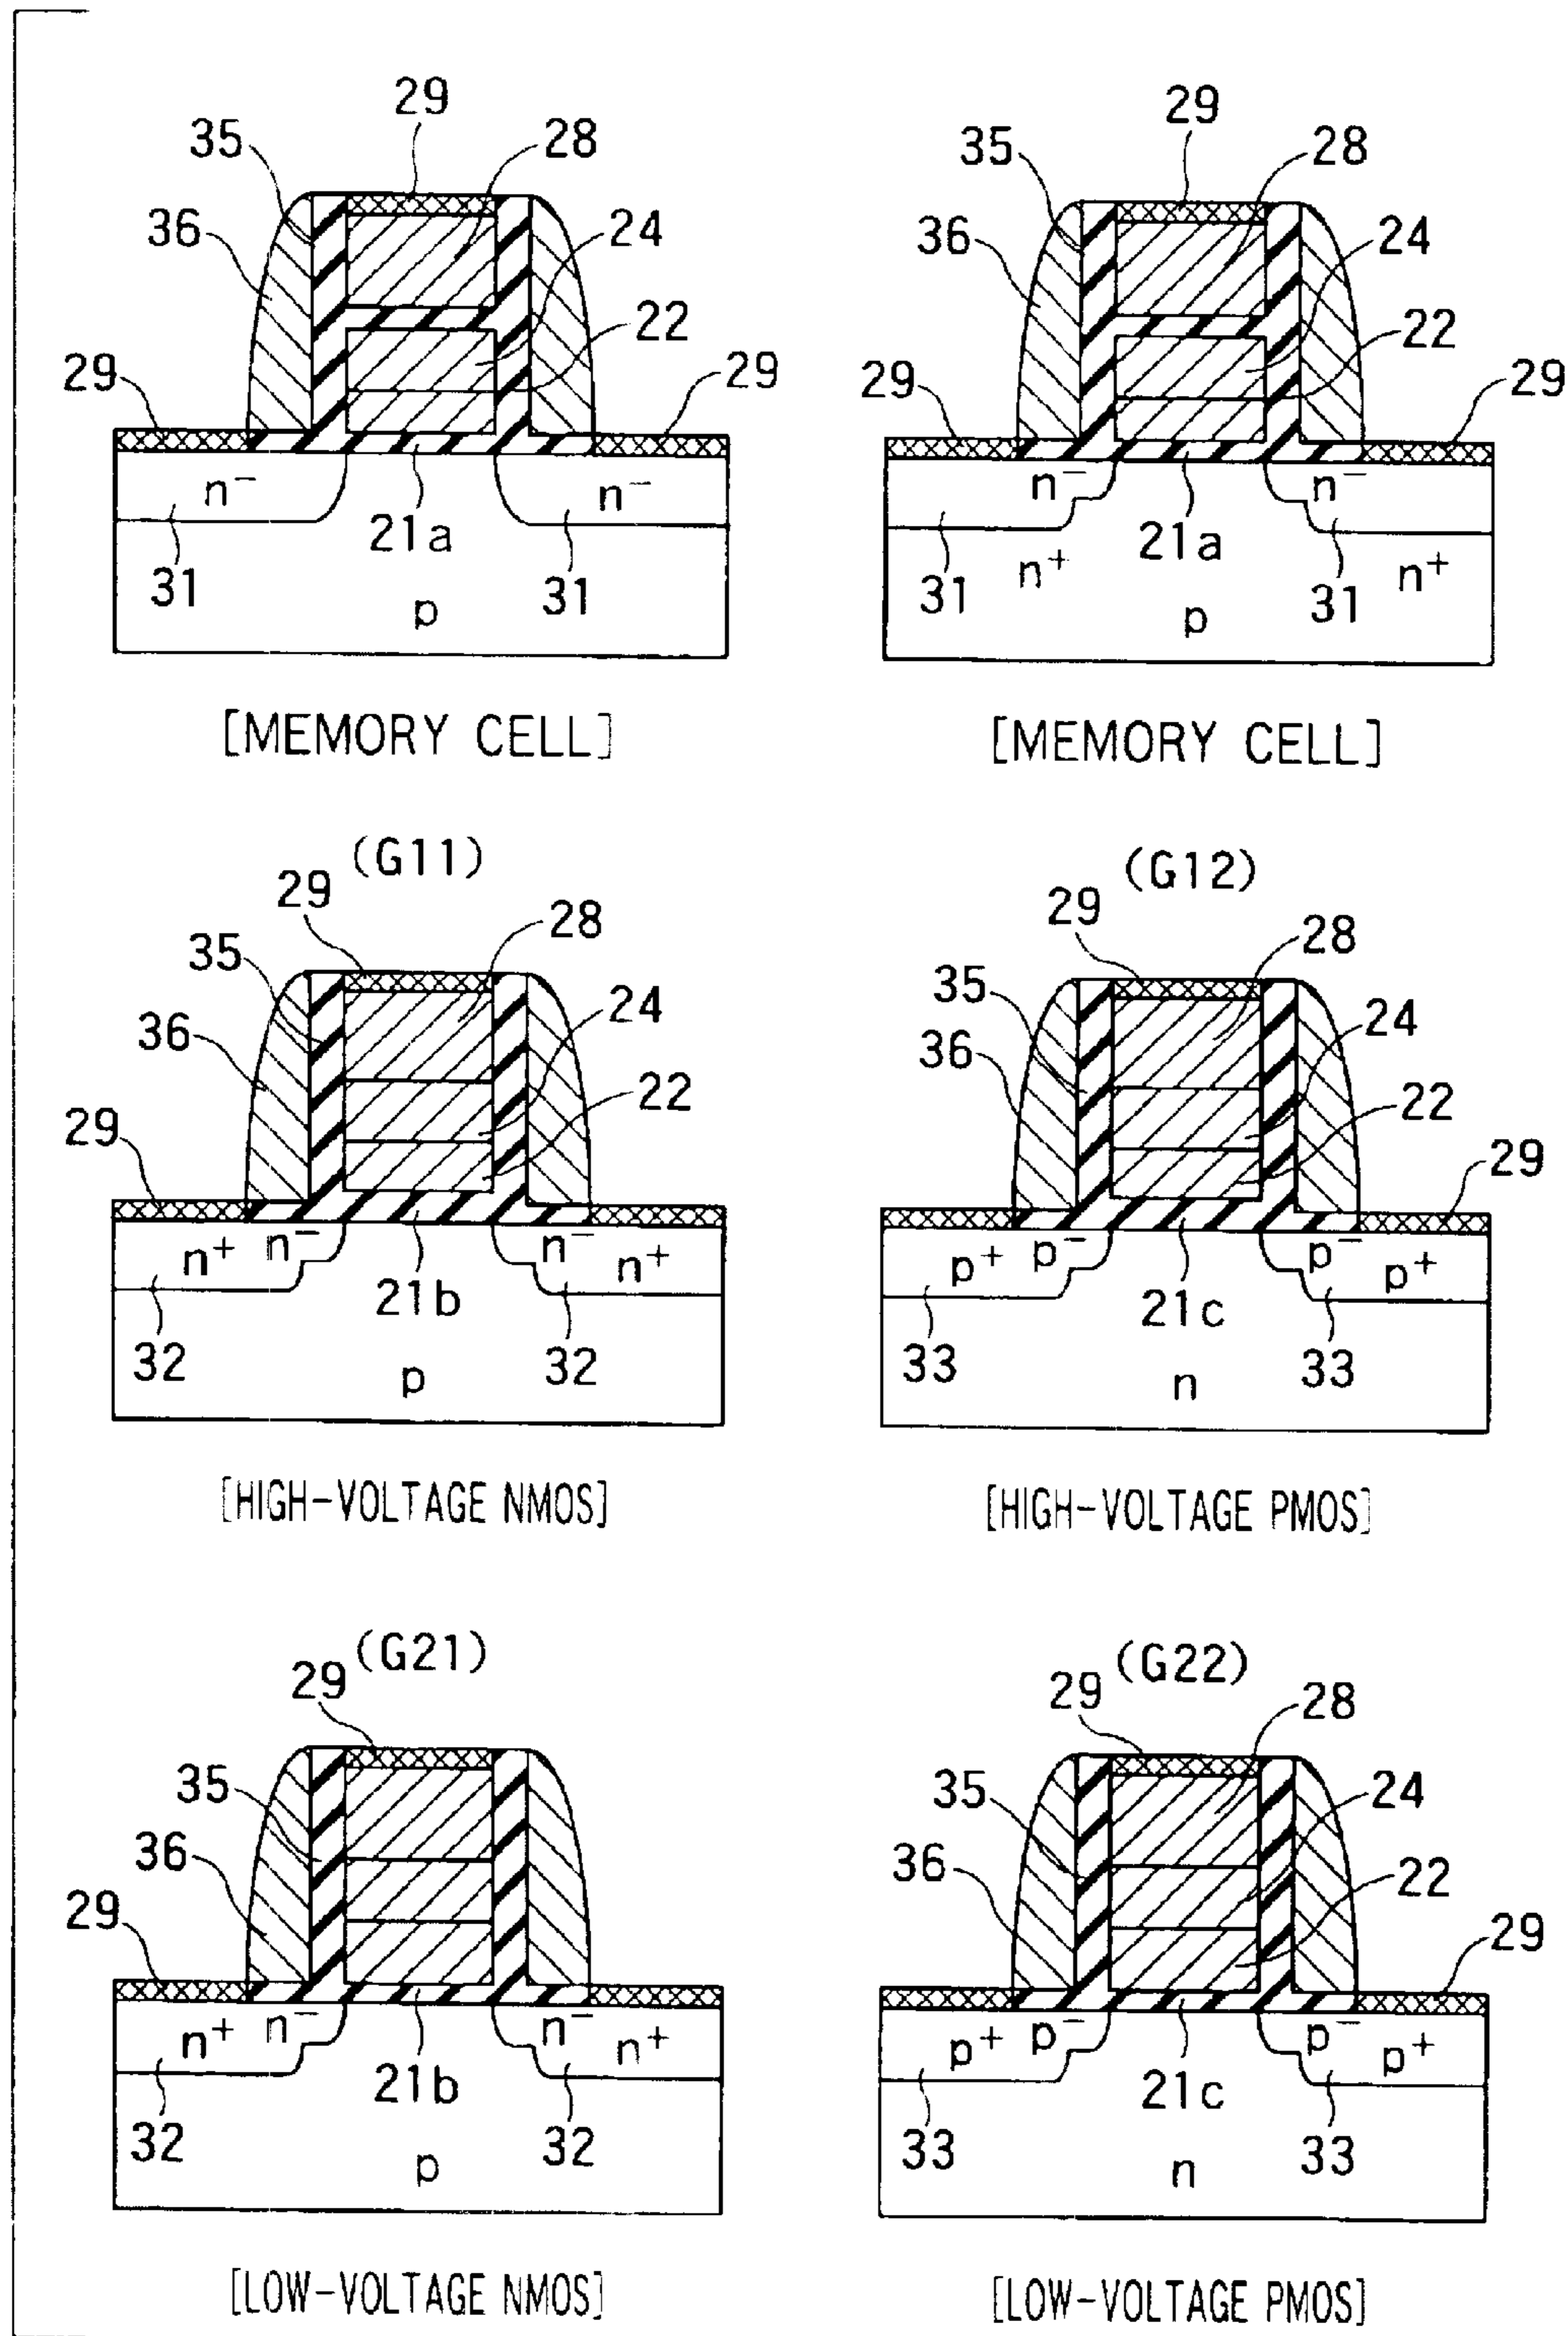 29
35
28
36
24
22
29
29
n⁻
n⁻
21a
31
31
p
[MEMORY CELL]
29
35
28
36
24
22
29
29
n⁻
n⁻
21a
n⁺
n⁺
31
31
p
[MEMORY CELL]
(G11)
29
28
35
24
36
22
29
n⁺ n⁻
n⁻ n⁺
21b
32
32
p
[HIGH-VOLTAGE NMOS]
(G12)
29
28
35
24
36
22
29
p⁺ p⁻
p⁻ p⁺
21c
33
33
n
[HIGH-VOLTAGE PMOS]
(G21)
29
35
36
29
n⁺ n⁻
n⁻ n⁺
21b
32
32
p
[LOW-VOLTAGE NMOS]
(G22)
29
28
35
24
36
22
29
p⁺ p⁻
p⁻ p⁺
21c
33
33
n
[LOW-VOLTAGE PMOS]